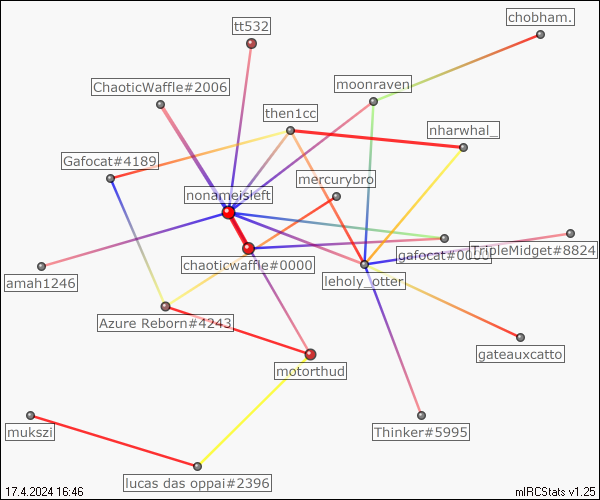 chobham.
tt532
moonraven
ChaoticWaffle#2006
then1cc
nharwhal_
Gafocat#4189
mercurybro
nonameisleft
gafocat#0000
TripleMidget#8824
chaoticwaffle#0000
leholy_otter
amah1246
Azure Reborn#4243
gateauxcatto
motorthud
mukszi
Thinker#5995
lucas das oppai#2396
17.4.2024 16:46
mIRCStats v1.25